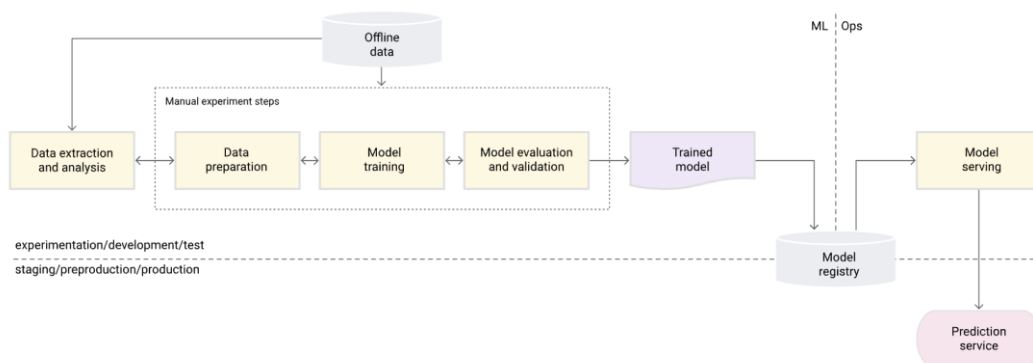 Offline
data
ML
Ops
Manual experiment steps
Data extraction
and analysis
Data
preparation
Model
training
Model evaluation
and validation
Trained
model
Model
serving
experimentation/development/test
staging/preproduction/production
Model
registry
Prediction
service